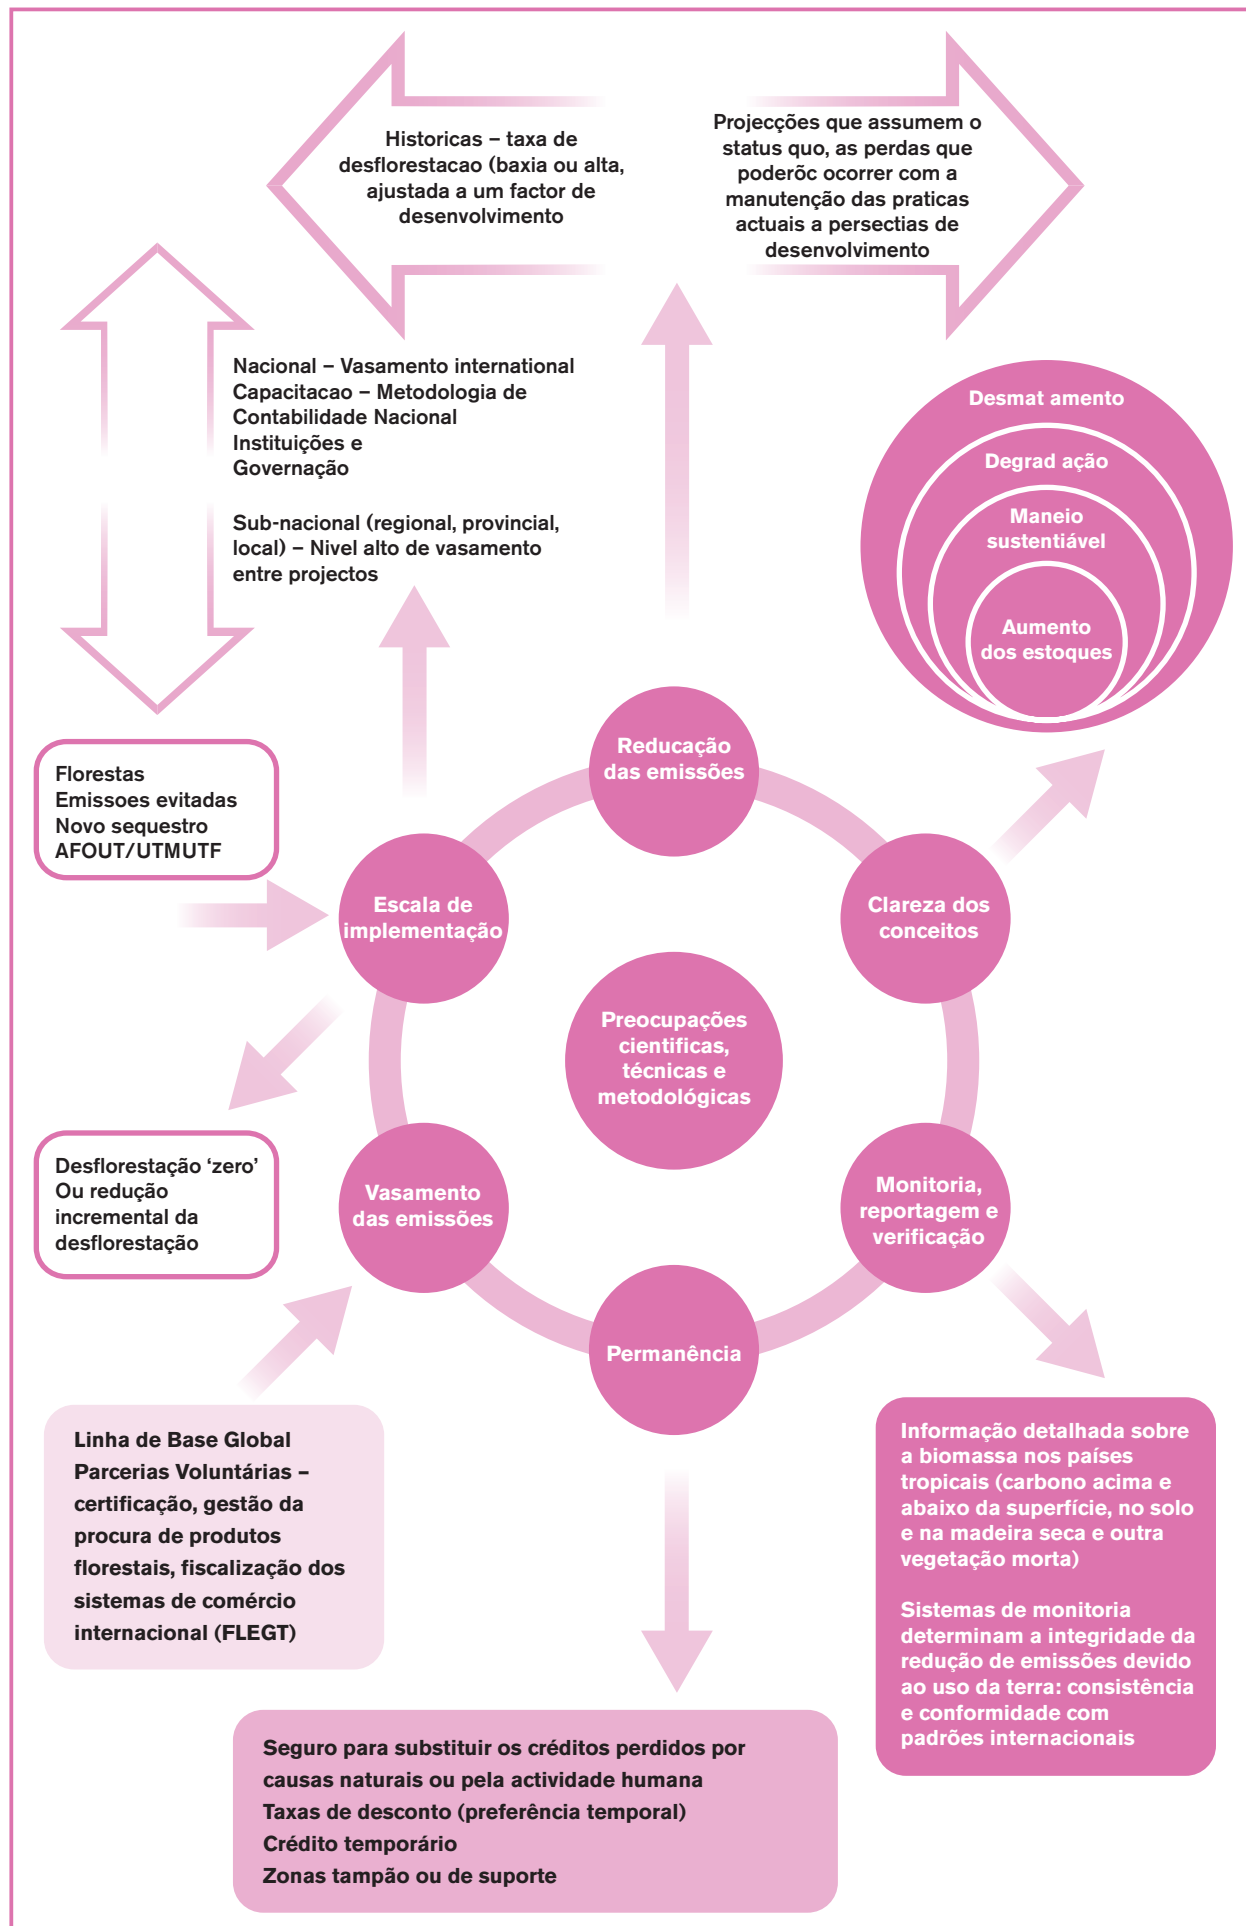 Historicas – taxa de
desflorestacao (baxia ou alta,
ajustada a um factor de
desenvolvimento
Projecções que assumem o
status quo, as perdas que
poderõc ocorrer com a
manutenção das praticas
actuais a persectias de
desenvolvimento
Nacional – Vasamento international
Capacitacao – Metodologia de
Contabilidade Nacional
Instituições e
Governação
Sub-nacional (regional, provincial,
local) – Nivel alto de vasamento
entre projectos
Desmat amento
Degrad ação
Maneio
sustentiável
Aumento
dos estoques
Florestas
Emissoes evitadas
Novo sequestro
AFOUT/UTMUTF
Reducação
das emissões
Escala de
implementação
Clareza dos
conceitos
Preocupações
cientificas,
técnicas e
metodológicas
Desflorestação ‘zero’
Ou redução
incremental da
desflorestação
Vasamento
das emissões
Monitoria,
reportagem e
verificação
Permanência
Linha de Base Global
Parcerias Voluntárias –
certificação, gestão da
procura de produtos
florestais, fiscalização dos
sistemas de comércio
internacional (FLEGT)
Informação detalhada sobre
a biomassa nos países
tropicais (carbono acima e
abaixo da superfície, no solo
e na madeira seca e outra
vegetação morta)
Sistemas de monitoria
determinam a integridade da
redução de emissões devido
ao uso da terra: consistência
e conformidade com
padrões internacionais
Seguro para substituir os créditos perdidos por
causas naturais ou pela actividade humana
Taxas de desconto (preferência temporal)
Crédito temporário
Zonas tampão ou de suporte